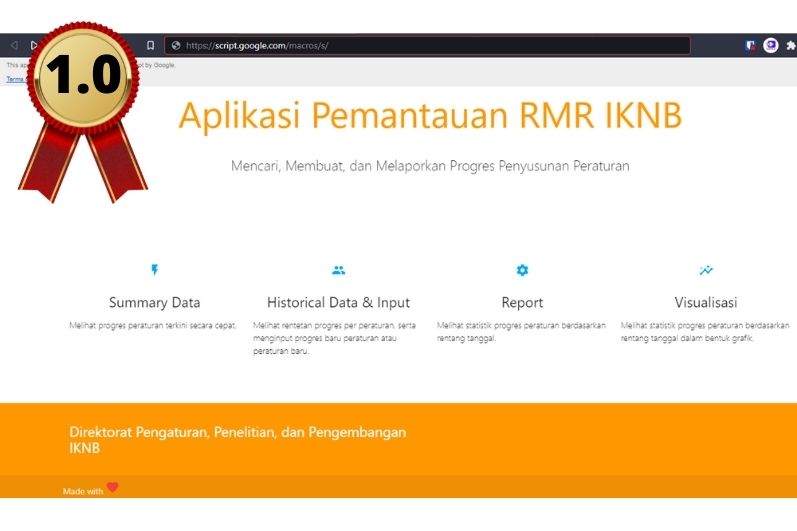 https://script.google.com/macros/s/
This ap
t by Google.
Terms
1.0
Aplikasi Pemantauan RMR IKNB
Mencari, Membuat, dan Melaporkan Progres Penyusunan Peraturan
Summary Data
Melihat progres peraturan terkini secara cepat.
Historical Data & Input
Melihat rentetan progres per peraturan, serta
menginput progres baru peraturan atau
peraturan baru.
Report
Melihat statistik progres peraturan berdasarkan
rentang tanggal.
Visualisasi
Melihat statistik progres peraturan berdasarkan
rentang tanggal dalam bentuk grafik.
Direktorat Pengaturan, Penelitian, dan Pengembangan
IKNB
Made with